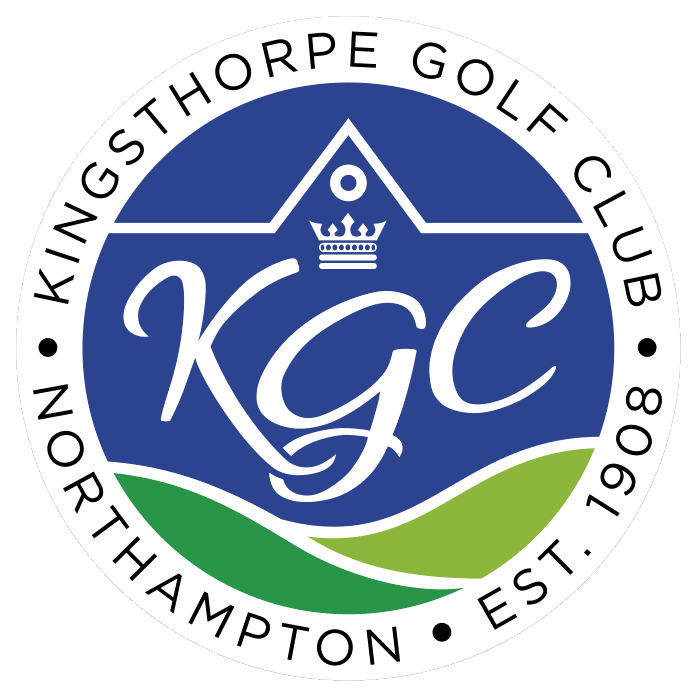 KINGSTHORPE GOLF CLUB
KGC
NORTHAMPTON • EST. 1908